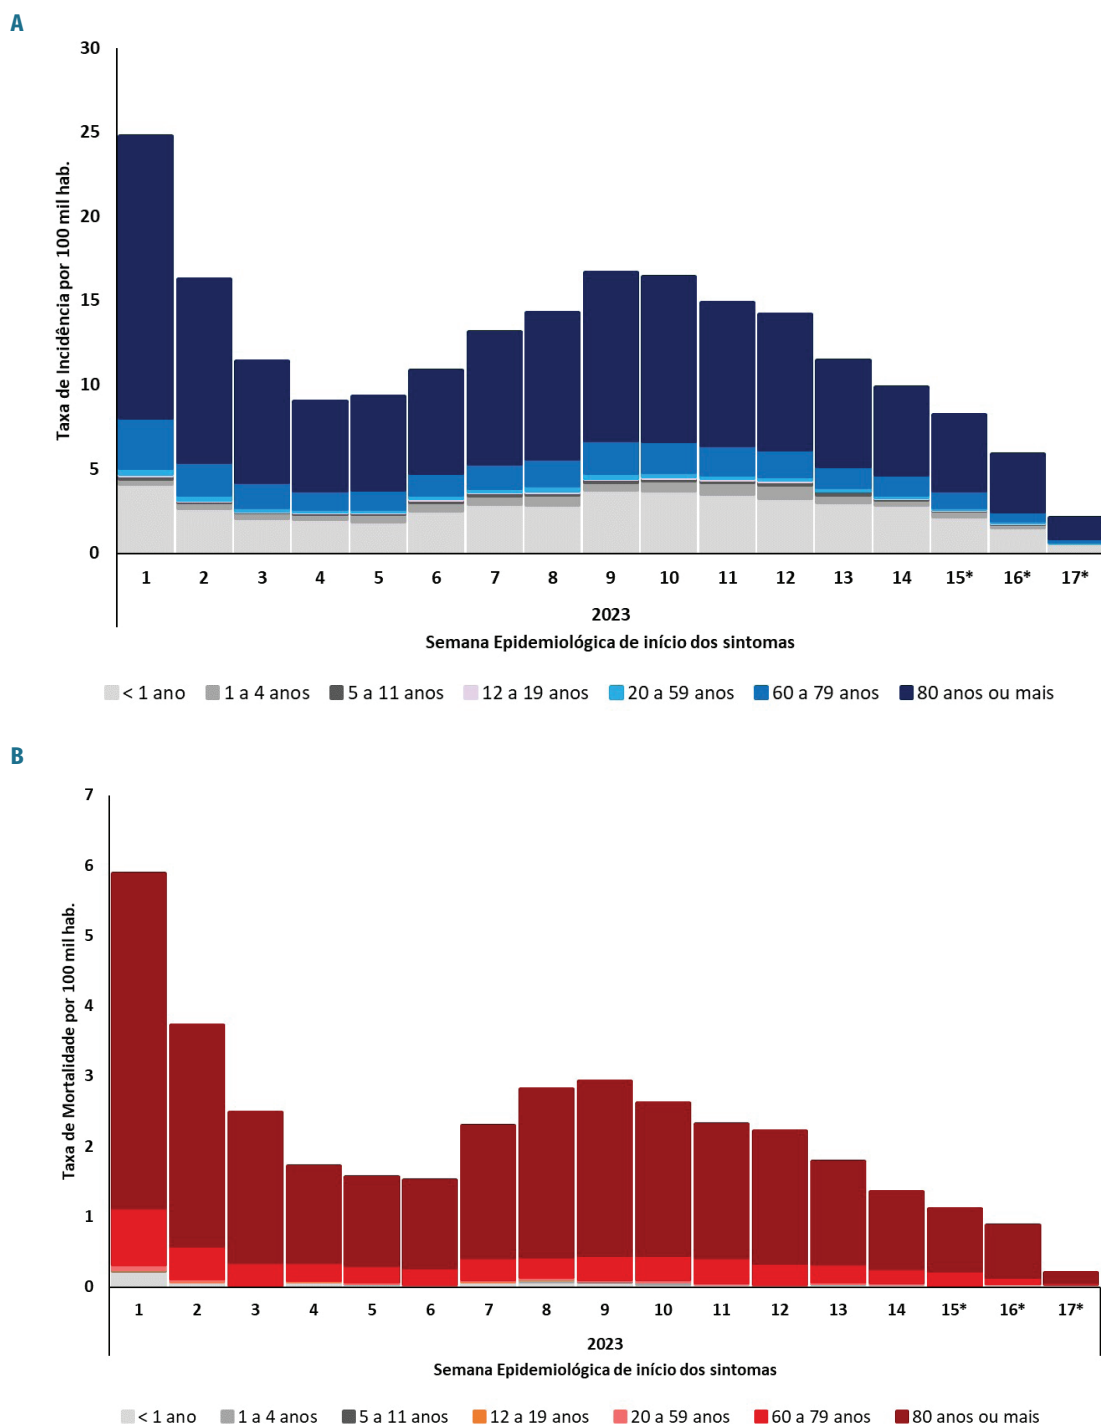 A
30
25
20
15
10
5
0
Taxa de Incidência por 100 mil hab.
1 2 3 4 5 6 7 8 9 10 11 12 13 14 15* 16* 17*
2023
Semana Epidemiológica de início dos sintomas
< 1 ano 1 a 4 anos 5 a 11 anos 12 a 19 anos 20 a 59 anos 60 a 79 anos 80 anos ou mais
B
7
6
5
4
3
2
1
0
Taxa de Mortalidade por 100 mil hab.
1 2 3 4 5 6 7 8 9 10 11 12 13 14 15* 16* 17*
2023
Semana Epidemiológica de início dos sintomas
< 1 ano 1 a 4 anos 5 a 11 anos 12 a 19 anos 20 a 59 anos 60 a 79 anos 80 anos ou mais